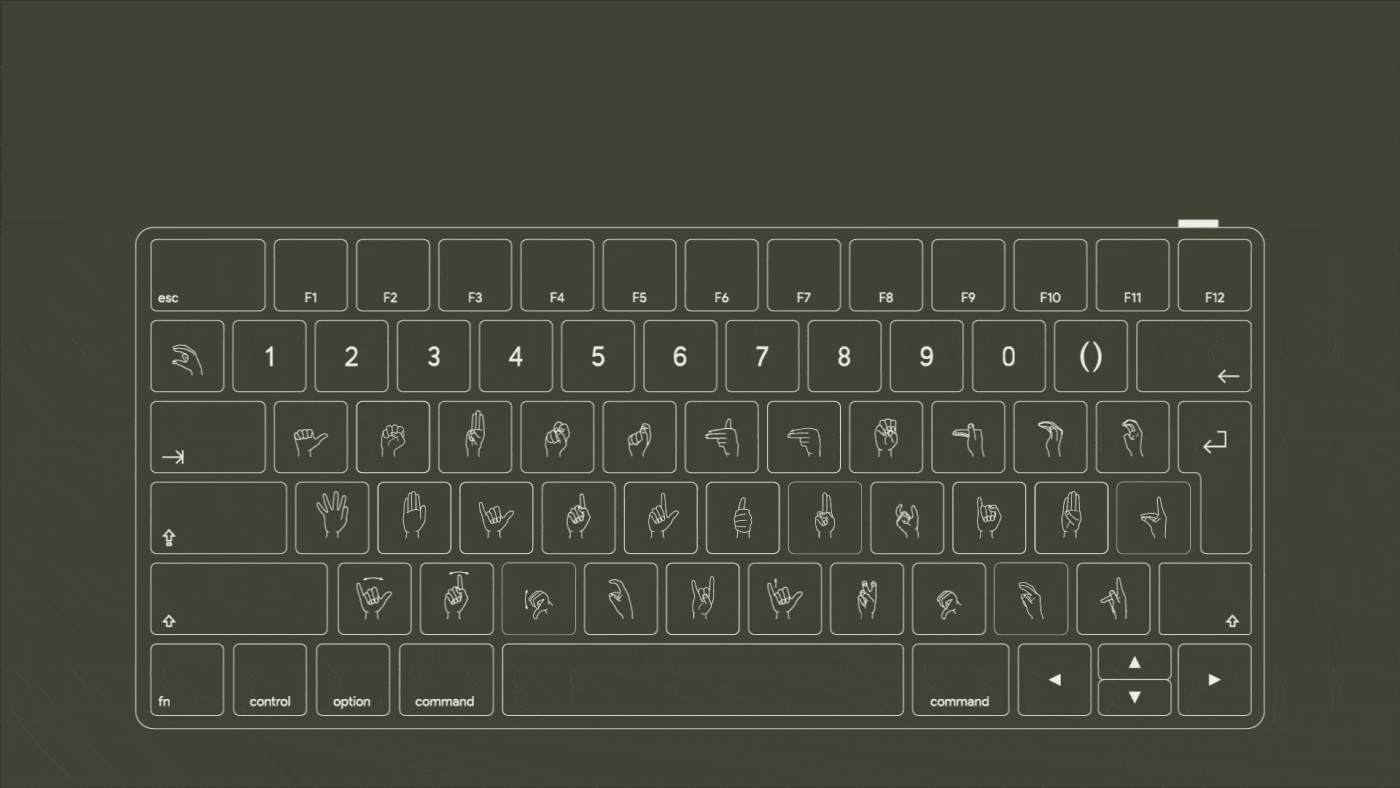 esc F1 F2 F3 F4 F5 F6 F7 F8 F9 F10 F11 F12
1 2 3 4 5 6 7 8 9 0 ()
fn control option command command